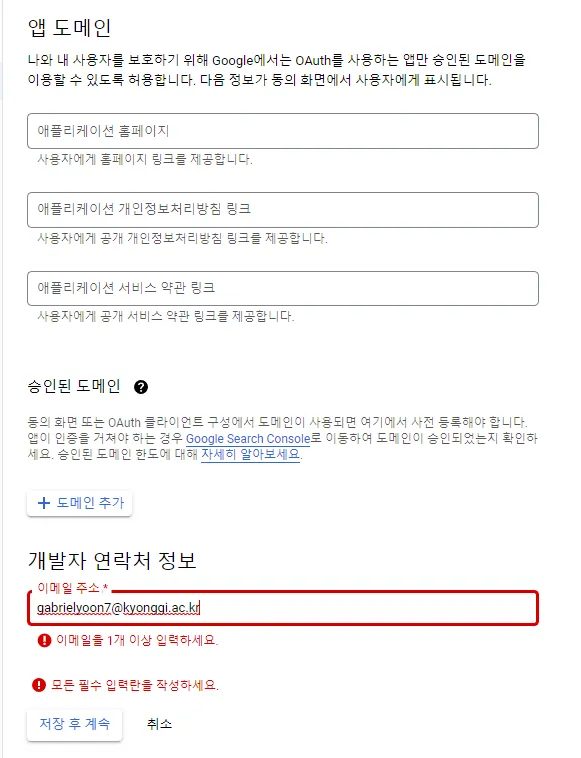 앱 도메인
나와 내 사용자를 보호하기 위해 Google에서는 OAuth를 사용하는 앱만 승인된 도메인을
이용할 수 있도록 허용합니다. 다음 정보가 동의 화면에서 사용자에게 표시됩니다.
애플리케이션 홈페이지
사용자에게 홈페이지 링크를 제공합니다.
애플리케이션 개인정보처리방침 링크
사용자에게 공개 개인정보처리방침 링크를 제공합니다.
애플리케이션 서비스 약관 링크
사용자에게 공개 서비스 약관 링크를 제공합니다.
승인된 도메인 ?
동의 화면 또는 OAuth 클라이언트 구성에서 도메인이 사용되면 여기에서 사전 등록해야 합니다.
앱이 인증을 거쳐야 하는 경우 Google Search Console로 이동하여 도메인이 승인되었는지 확인하
세요. 승인된 도메인 한도에 대해 자세히 알아보세요.
+ 도메인 추가
개발자 연락처 정보
이메일 주소 *
gabrielyoon7@kyonggi.ac.kr
! 이메일을 1개 이상 입력하세요.
! 모든 필수 입력란을 작성하세요.
저장 후 계속 취소